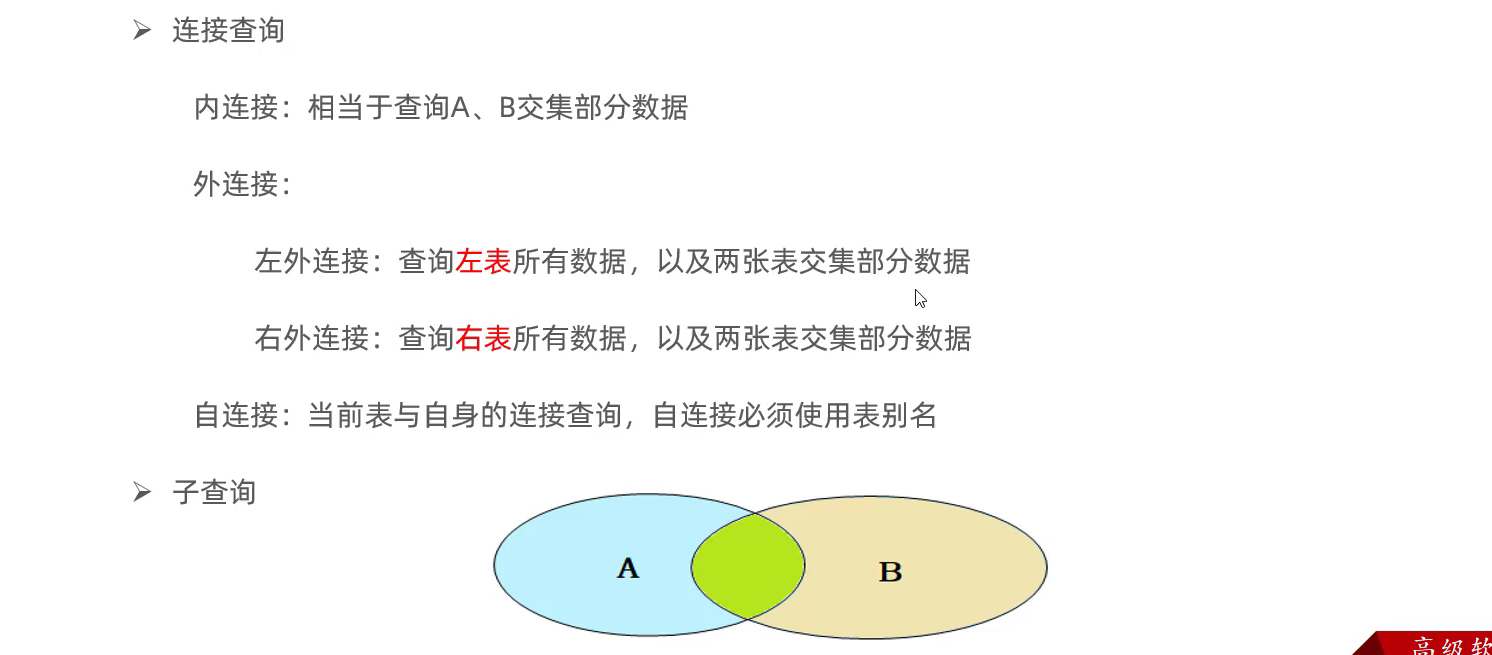 连接查询
内连接：相当于查询A、B交集部分数据
外连接：
左外连接：查询左表所有数据，以及两张表交集部分数据
右外连接：查询右表所有数据，以及两张表交集部分数据
自连接：当前表与自身的连接查询，自连接必须使用表别名
子查询
A
B
高级软